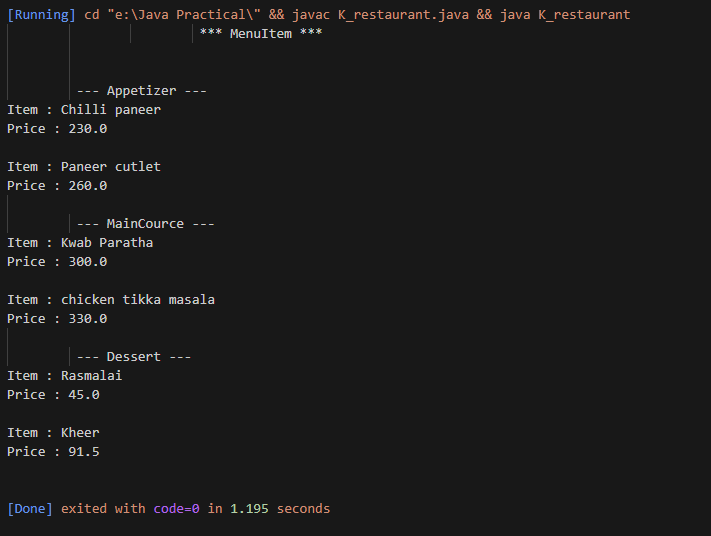 [Running] cd "e:\Java Practical\" && javac K_restaurant.java && java K_restaurant
*** MenuItem ***
--- Appetizer ---
Item : Chilli paneer
Price : 230.0
Item : Paneer cutlet
Price : 260.0
--- MainCource ---
Item : Kwab Paratha
Price : 300.0
Item : chicken tikka masala
Price : 330.0
--- Dessert ---
Item : Rasmalai
Price : 45.0
Item : Kheer
Price : 91.5
[Done] exited with code=0 in 1.195 seconds